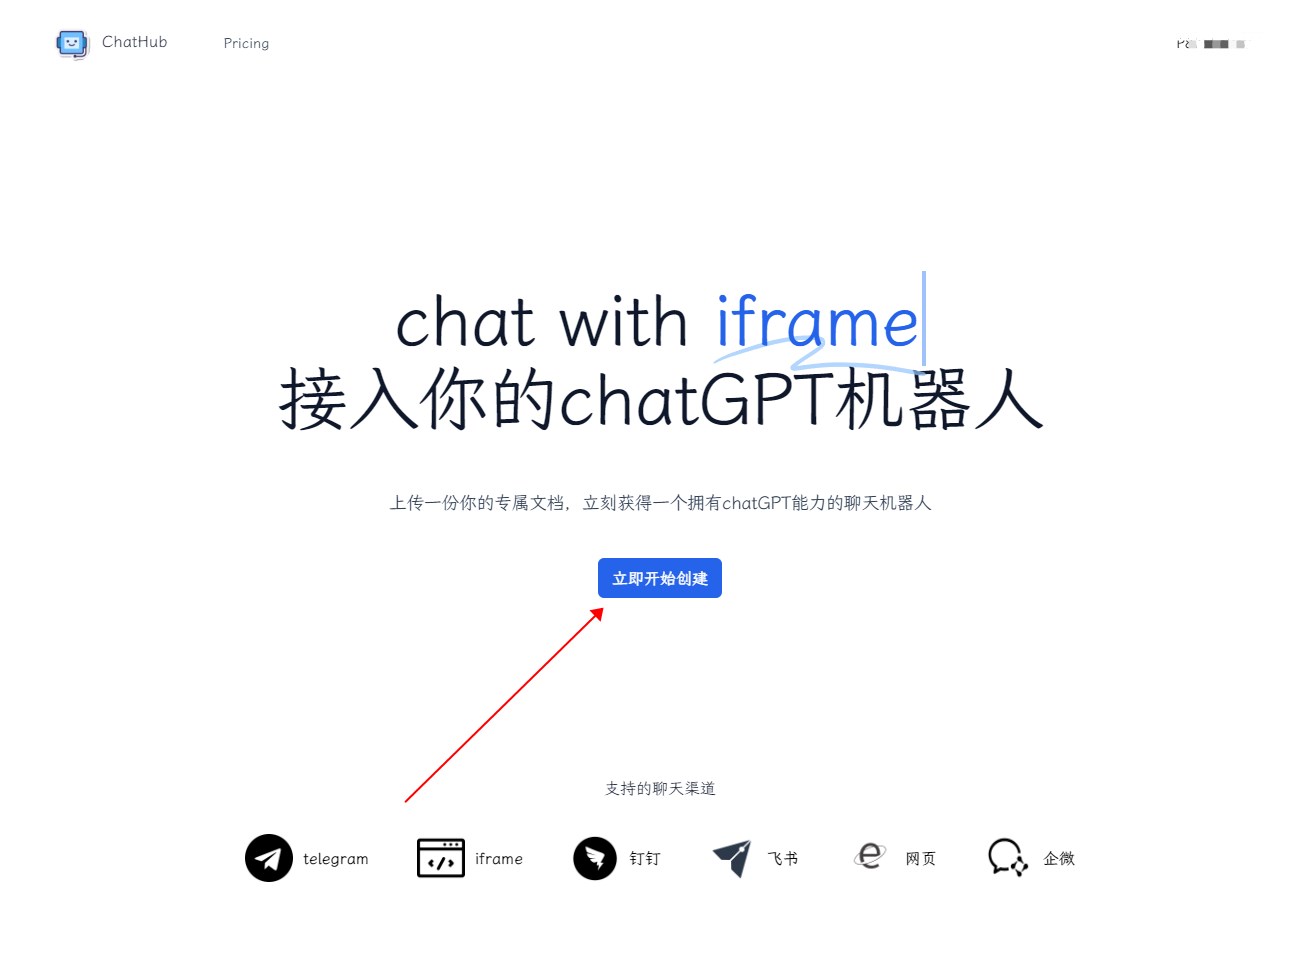 ChatHub
Pricing
chat with iframe
接入你的chatGPT机器人
上传一份你的专属文档，立刻获得一个拥有chatGPT能力的聊天机器人
立即开始创建
支持的聊天渠道
telegram
iframe
钉钉
飞书
网页
企微